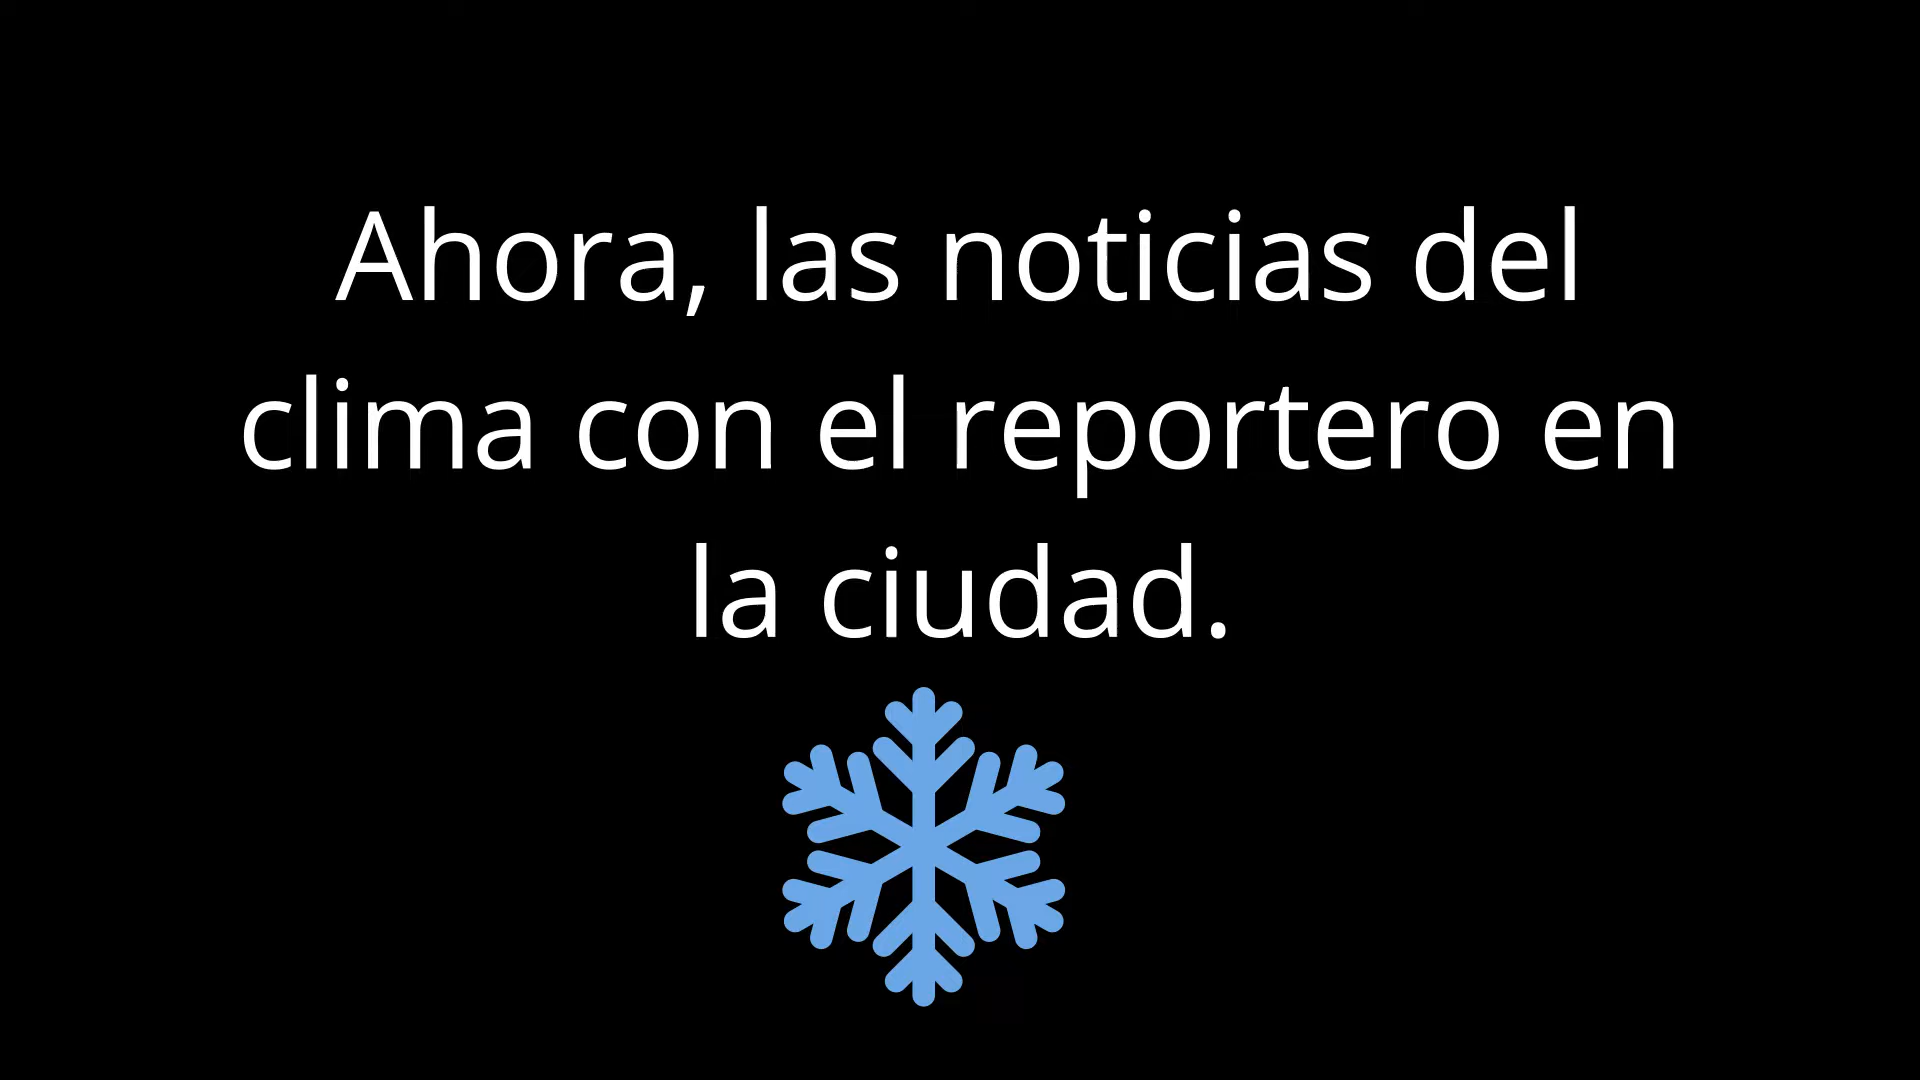 Ahora, las noticias del
clima con el reportero en
la ciudad.